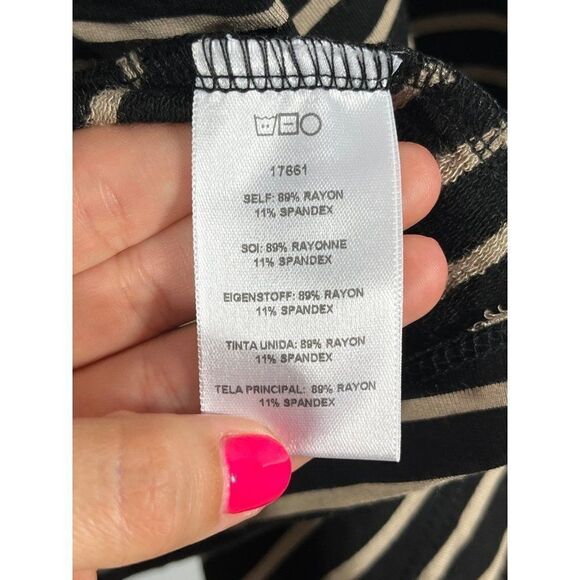 17661
SELF: 89% RAYON
11% SPANDEX
SOI: 89% RAYONNE
11% SPANDEX
EIGENSTOFF: 89% RAYON
11% SPANDEX
TINTA UNIDA: 89% RAYON
11% SPANDEX
TELA PRINCIPAL: 89% RAYON
11% SPANDEX